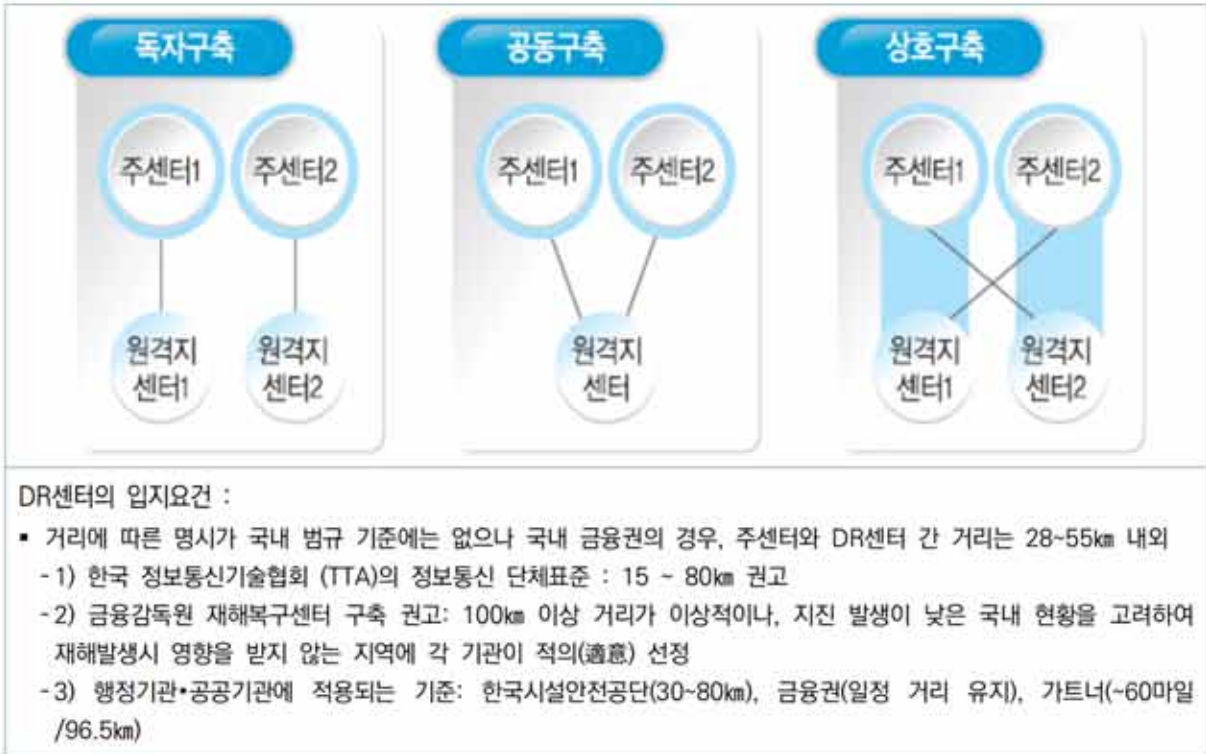 독자구축 공동구축 상호구축
주센터1 주센터2 주센터1 주센터2 주센터1 주센터2
원격지 원격지 원격지 원격지 원격지
센터1 센터2 센터 센터1 센터2
DR센터의 입지요건 :
▪ 거리에 따른 명시가 국내 범규 기준에는 없으나 국내 금융권의 경우, 주센터와 DR센터 간 거리는 28~55㎞ 내외
- 1) 한국 정보통신기술협회 (TTA)의 정보통신 단체표준 : 15 ~ 80㎞ 권고
- 2) 금융감독원 재해복구센터 구축 권고: 100㎞ 이상 거리가 이상적이나, 지진 발생이 낮은 국내 현황을 고려하여
재해발생시 영향을 받지 않는 지역에 각 기관이 적의(適意) 선정
- 3) 행정기관•공공기관에 적용되는 기준: 한국시설안전공단(30~80㎞), 금융권(일정 거리 유지), 가트너(~60마일
/96.5㎞)